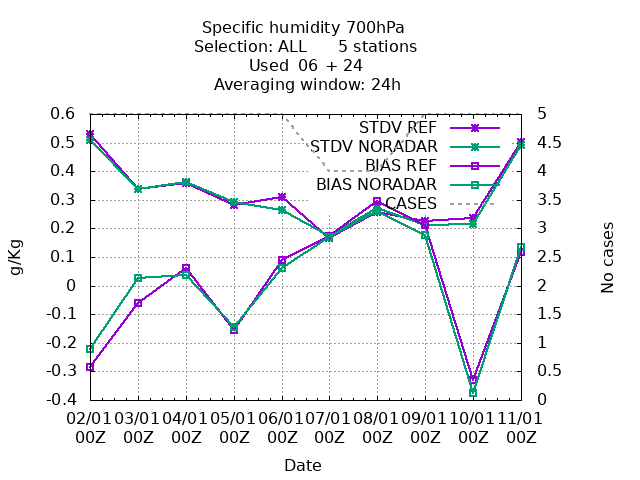 Specific humidity 700hPa
Selection: ALL      5 stations
Used  06 + 24
Averaging window: 24h
STDV REF
STDV NORADAR
BIAS REF
BIAS NORADAR
CASES
g/Kg
0.6
0.5
0.4
0.3
0.2
0.1
0
-0.1
-0.2
-0.3
-0.4
No cases
5
4.5
4
3.5
3
2.5
2
1.5
1
0.5
0
02/01 03/01 04/01 05/01 06/01 07/01 08/01 09/01 10/01 11/01
00Z 00Z 00Z 00Z 00Z 00Z 00Z 00Z 00Z 00Z
Date